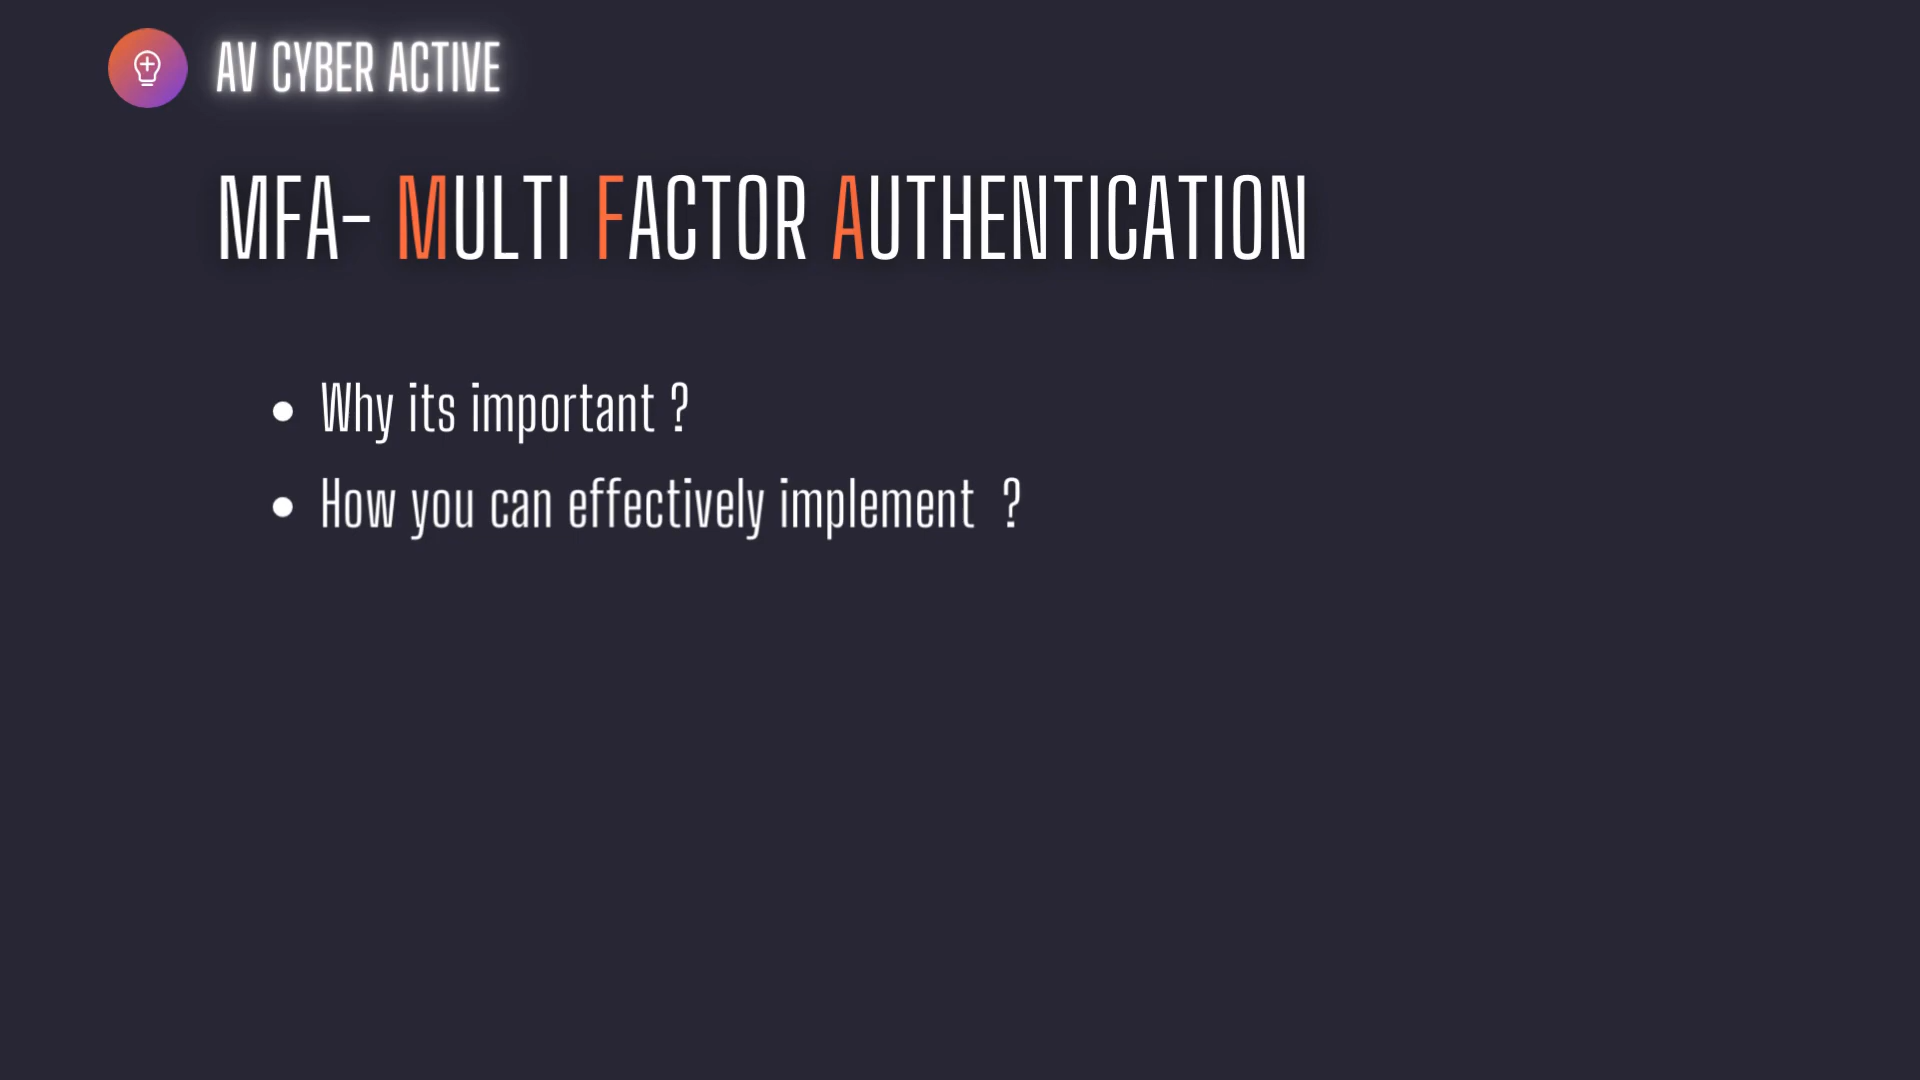 AV CYBER ACTIVE
MFA- MULTI FACTOR AUTHENTICATION
• Why its important ?
• How you can effectively implement ?